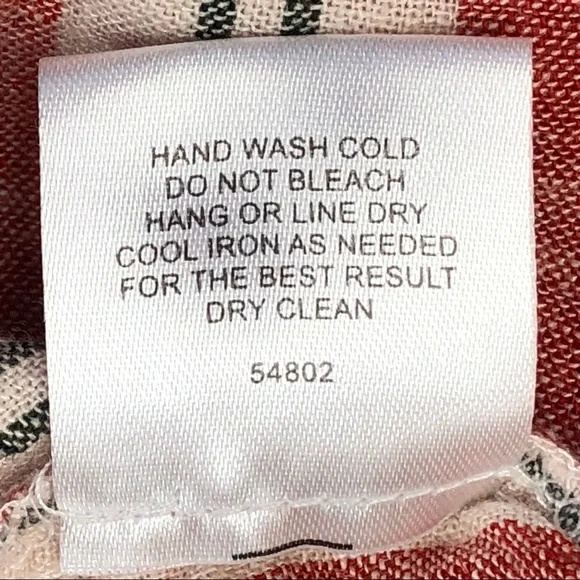 HAND WASH COLD
DO NOT BLEACH
HANG OR LINE DRY
COOL IRON AS NEEDED
FOR THE BEST RESULT
DRY CLEAN
54802